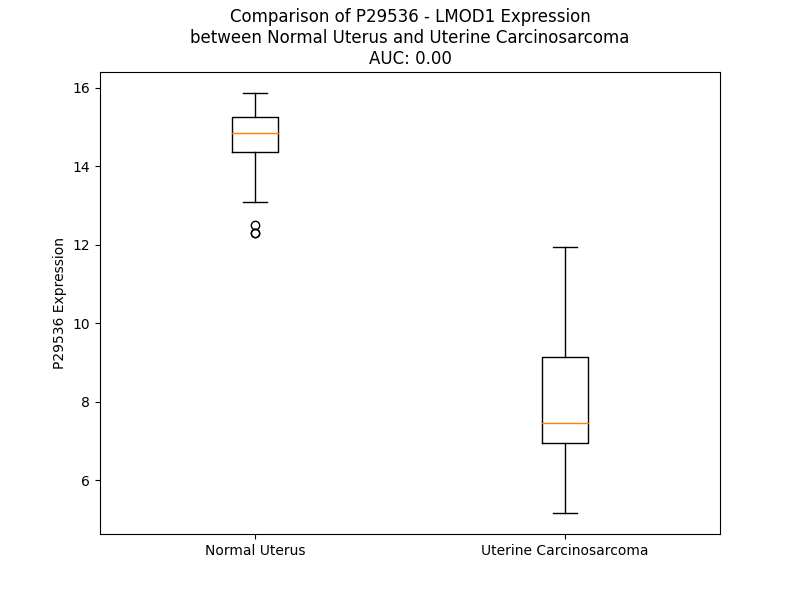 Comparison of P29536 - LMOD1 Expression
between Normal Uterus and Uterine Carcinosarcoma
AUC: 0.00
16
14
12
10
8
6
P29536 Expression
Normal Uterus
Uterine Carcinosarcoma